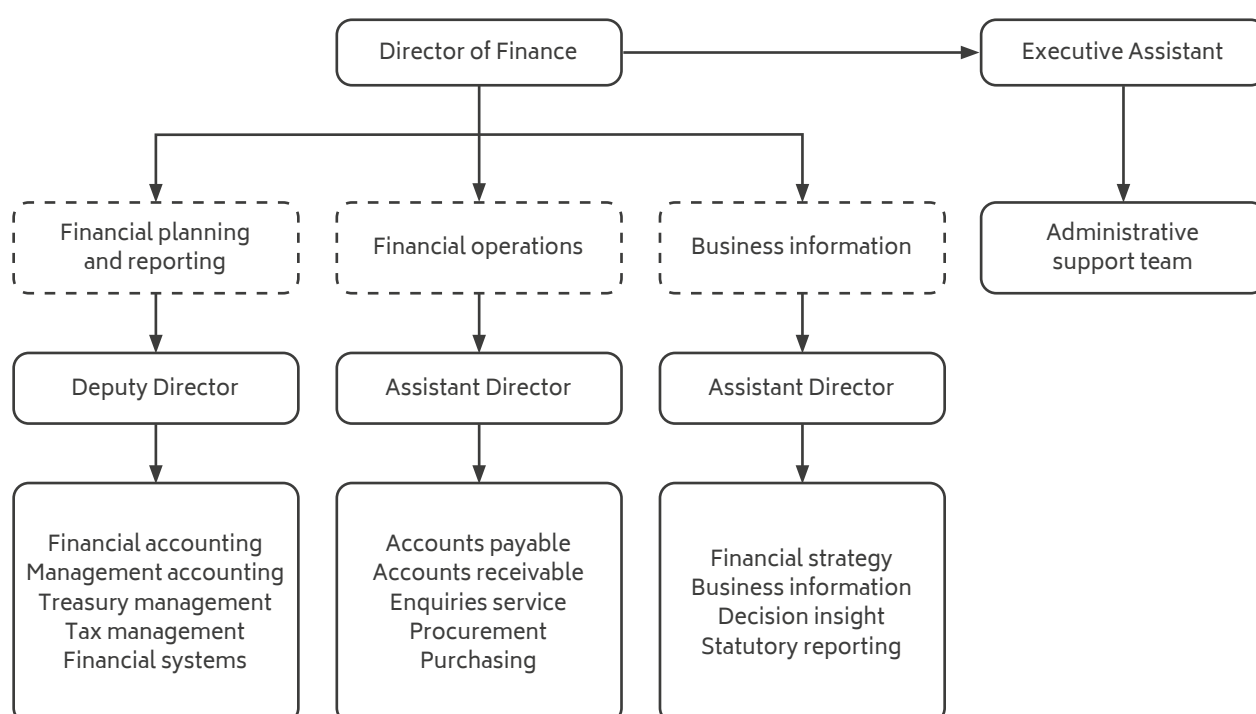 Director of Finance
Executive Assistant
Financial planning
and reporting
Financial operations
Business information
Administrative
support team
Deputy Director
Assistant Director
Assistant Director
Financial accounting
Management accounting
Treasury management
Tax management
Financial systems
Accounts payable
Accounts receivable
Enquiries service
Procurement
Purchasing
Financial strategy
Business information
Decision insight
Statutory reporting